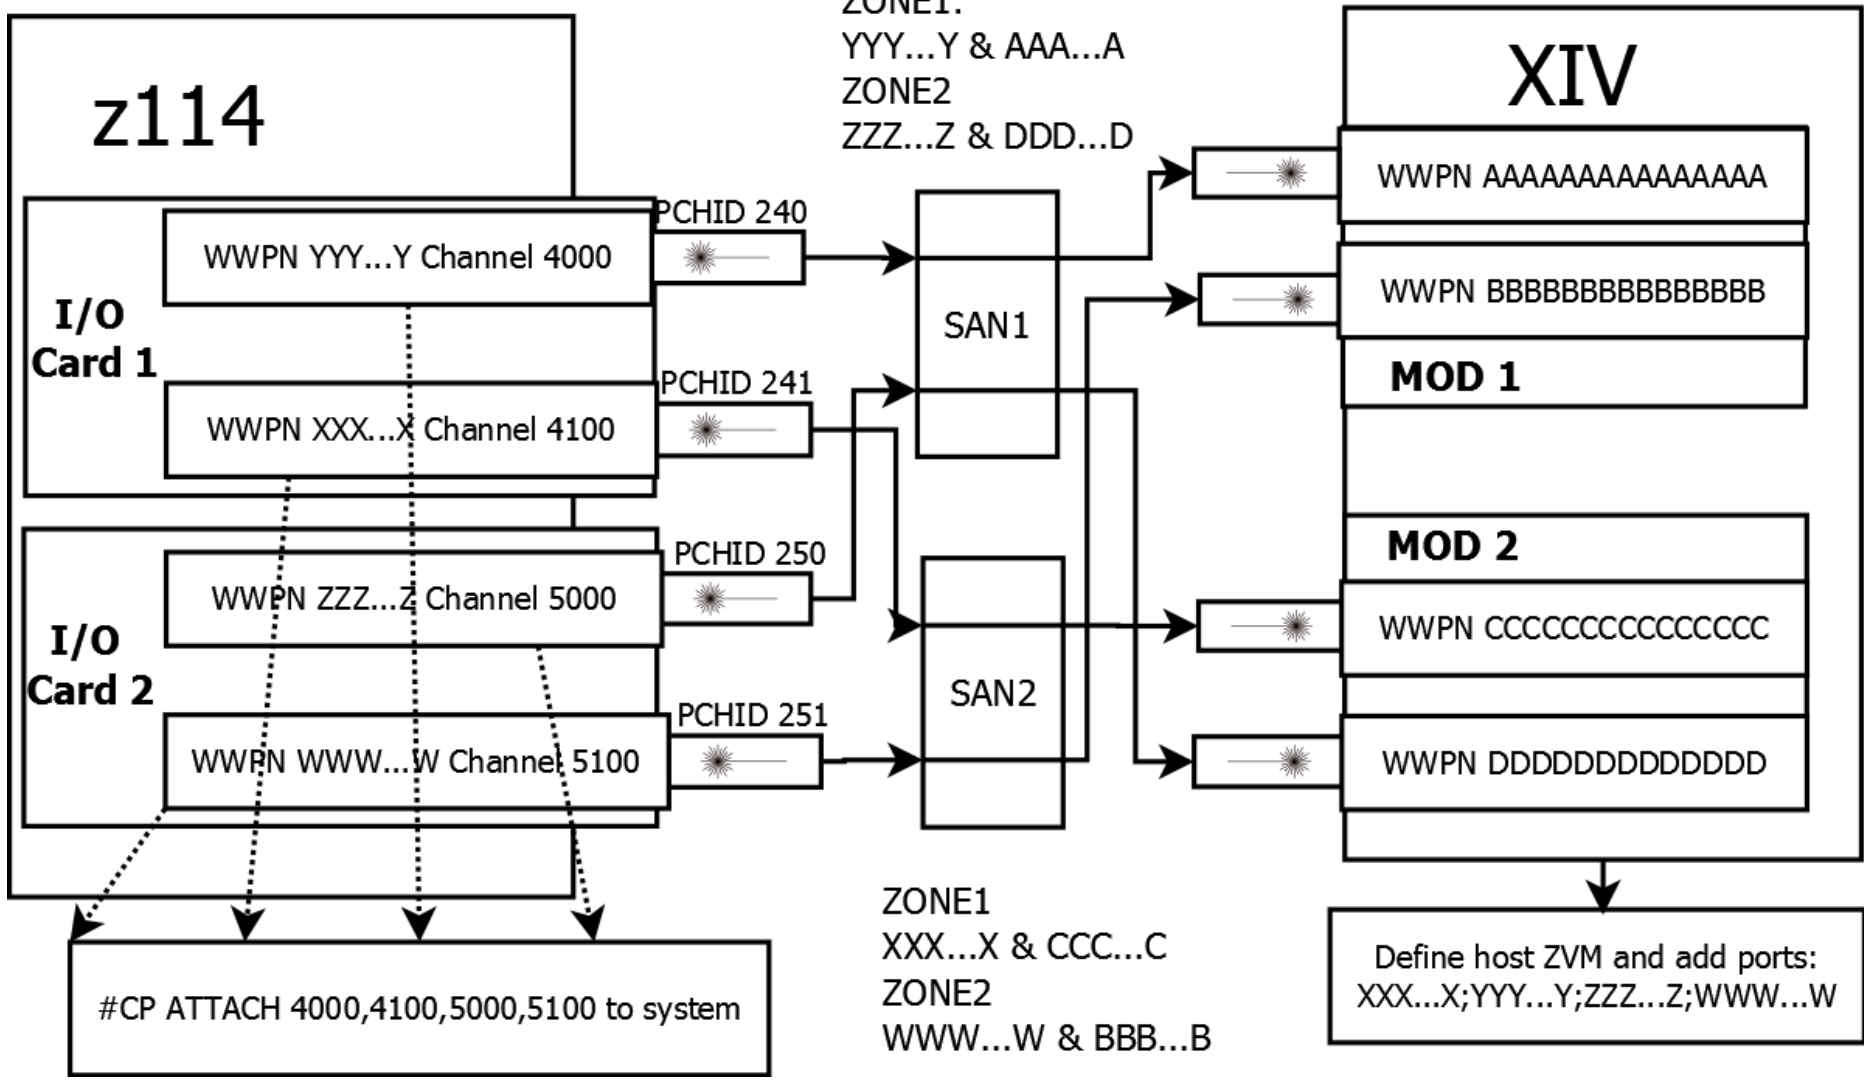 z114
I/O
Card 1
WWPN YYY...Y Channel 4000
PCHID 240
WWPN XXX...X Channel 4100
PCHID 241
I/O
Card 2
WWPN ZZZ...Z Channel 5000
PCHID 250
WWPN WWW...W Channel 5100
PCHID 251
#CP ATTACH 4000,4100,5000,5100 to system
ZONE1:
YYY...Y & AAA...A
ZONE2
ZZZ...Z & DDD...D
SAN1
SAN2
ZONE1
XXX...X & CCC...C
ZONE2
WWW...W & BBB...B
XIV
WWPN AAAAAAAAAAAAAAA
WWPN BBBBBBBBBBBBBBB
MOD 1
MOD 2
WWPN CCCCCCCCCCCCCCC
WWPN DDDDDDDDDDDDD
Define host ZVM and add ports:
XXX...X;YYY...Y;ZZZ...Z;WWW...W